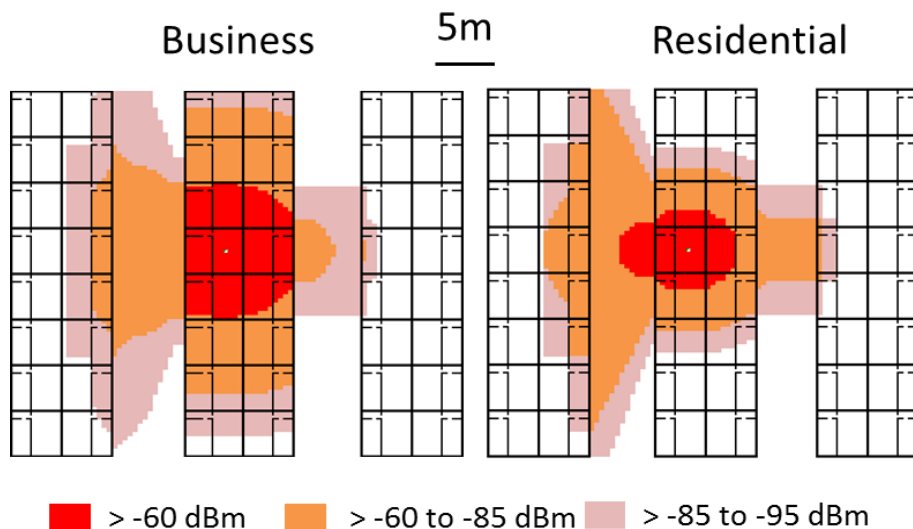 Business 5m Residential
> -60 dBm > -60 to -85 dBm > -85 to -95 dBm